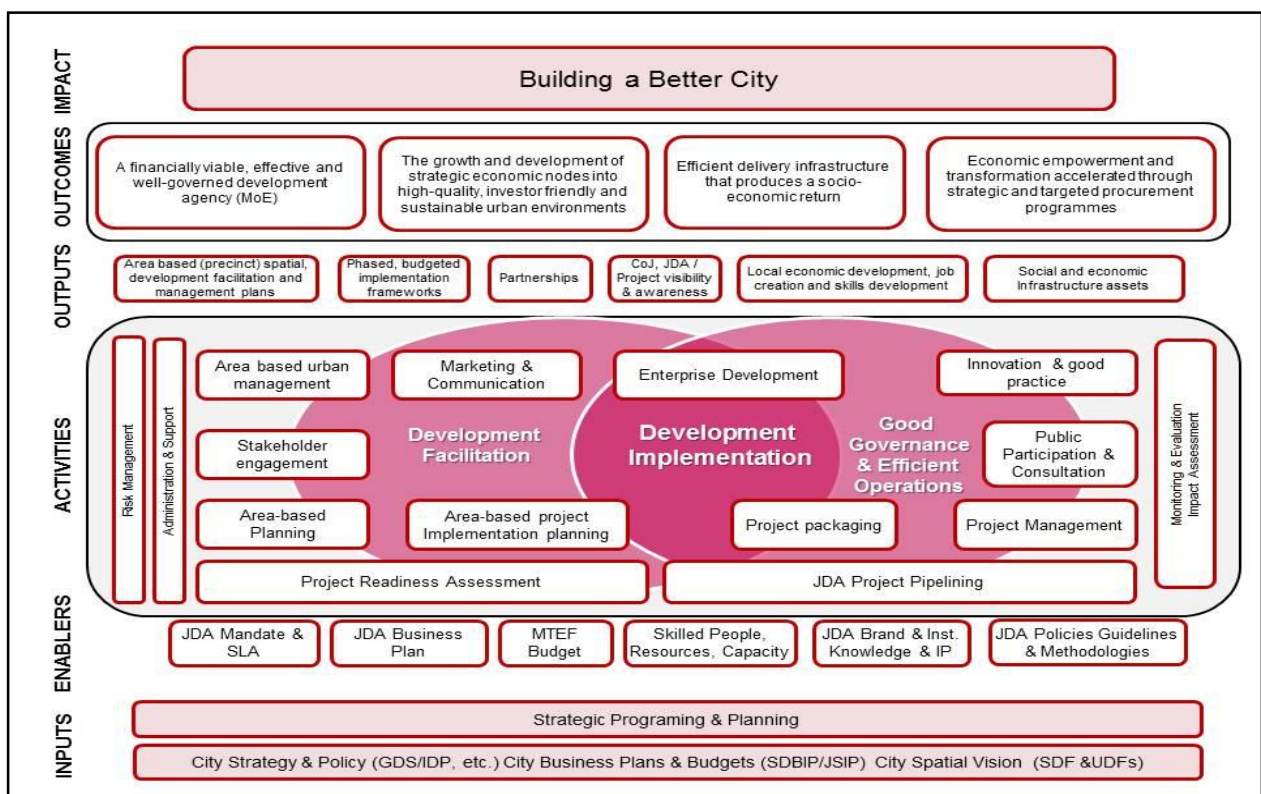 IMPACT
Building a Better City
OUTCOMES
A financially viable, effective and
well-governed development
agency (MoE)
The growth and development of
strategic economic nodes into
high-quality, investor friendly and
sustainable urban environments
Efficient delivery infrastructure
that produces a socio-
economic return
Economic empowerment and
transformation accelerated through
strategic and targeted procurement
programmes
OUTPUTS
Area based (precinct) spatial,
development facilitation and
management plans
Phased, budgeted
implementation
frameworks
Partnerships
CoJ, JDA /
Project visibility
& awareness
Local economic development, job
creation and skills development
Social and economic
Infrastructure assets
ACTIVITIES
Risk Management
Administration & Support
Area based urban
management
Marketing &
Communication
Enterprise Development
Innovation & good
practice
Stakeholder
engagement
Development
Facilitation
Development
Implementation
Good
Governance
& Efficient
Operations
Public
Participation &
Consultation
Area-based
Planning
Area-based project
Implementation planning
Project packaging
Project Management
Project Readiness Assessment
JDA Project Pipelining
Monitoring & Evaluation
Impact Assessment
ENABLERS
JDA Mandate &
SLA
JDA Business
Plan
MTEF
Budget
Skilled People,
Resources, Capacity
JDA Brand & Inst.
Knowledge & IP
JDA Policies Guidelines
& Methodologies
INPUTS
Strategic Programing & Planning
City Strategy & Policy (GDS/IDP, etc.) City Business Plans & Budgets (SDBIP/JSIP) City Spatial Vision (SDF &UDFs)